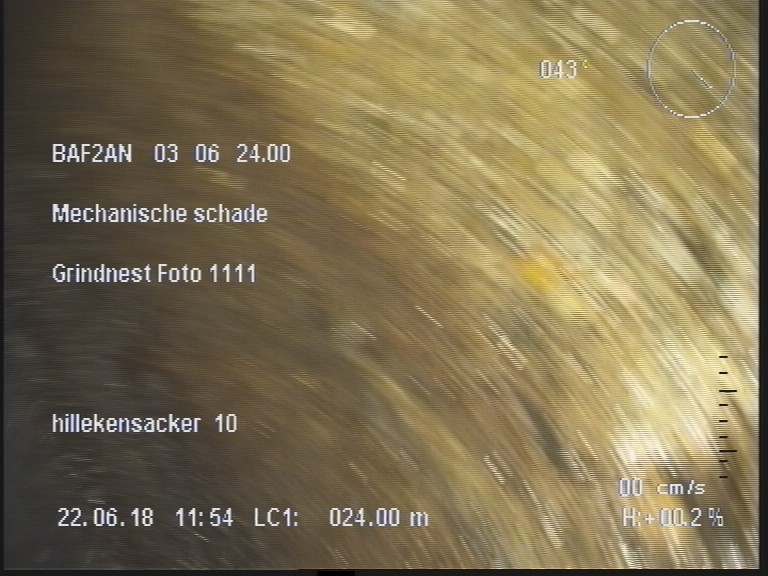 043°
BAF2AN 03 06 24.00
Mechanische schade
Grindnest Foto 1111
hillekensacker 10
00 cm/s
22.06.18 11:54 LC1: 024.00 m H:+00.2 %